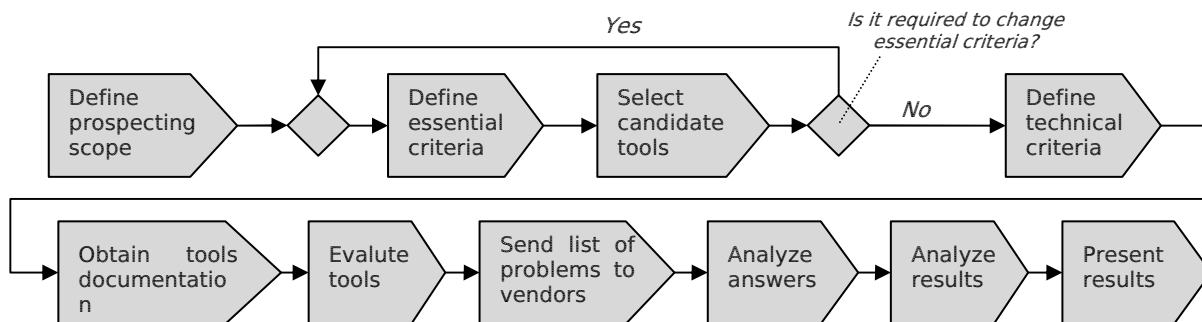 Is it required to change
essential criteria?
Yes
Define
prospecting
scope
Define
essential
criteria
Select
candidate
tools
No
Define
technical
criteria
Obtain tools
documentatio
n
Evalute
tools
Send list of
problems to
vendors
Analyze
answers
Analyze
results
Present
results